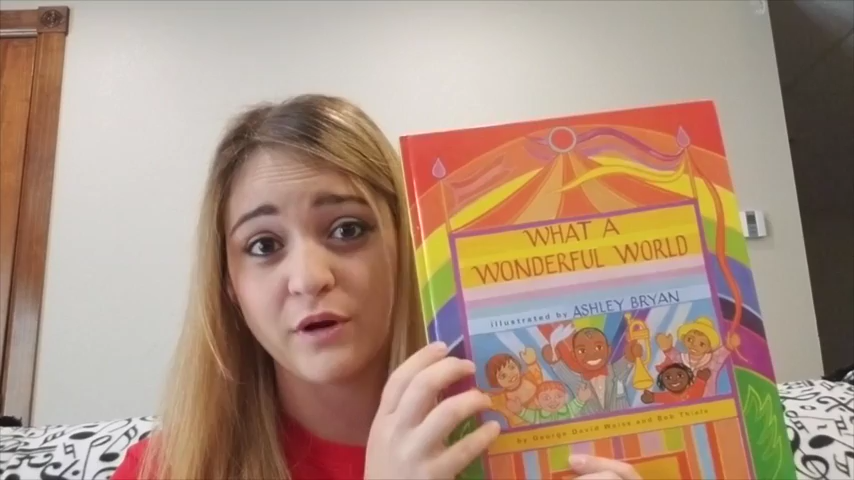 WHAT A
WONDERFUL WORLD
illustrated by ASHLEY BRYAN
by George David Weiss and Bob Thiele